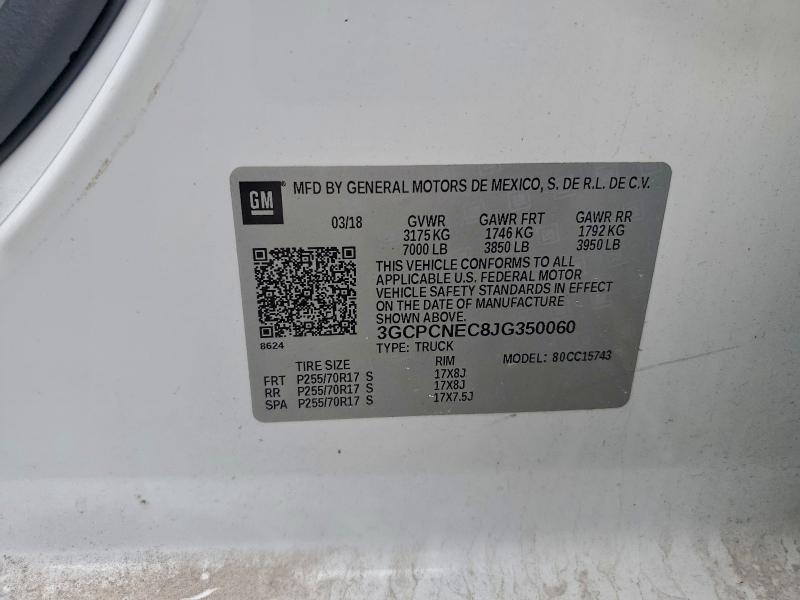 GM® MFD BY GENERAL MOTORS DE MEXICO, S. DE R.L. DE C.V.
03/18 GVWR GAWR FRT GAWR RR
3175 KG 1746 KG 1792 KG
7000 LB 3850 LB 3950 LB
THIS VEHICLE CONFORMS TO ALL
APPLICABLE U.S. FEDERAL MOTOR
VEHICLE SAFETY STANDARDS IN EFFECT
ON THE DATE OF MANUFACTURE
SHOWN ABOVE.
3GCPCNEC8JG350060
8624 TYPE: TRUCK MODEL: 80CC15743
TIRE SIZE RIM
FRT P255/70R17 S 17X8J
RR P255/70R17 S 17X8J
SPA P255/70R17 S 17X7.5J